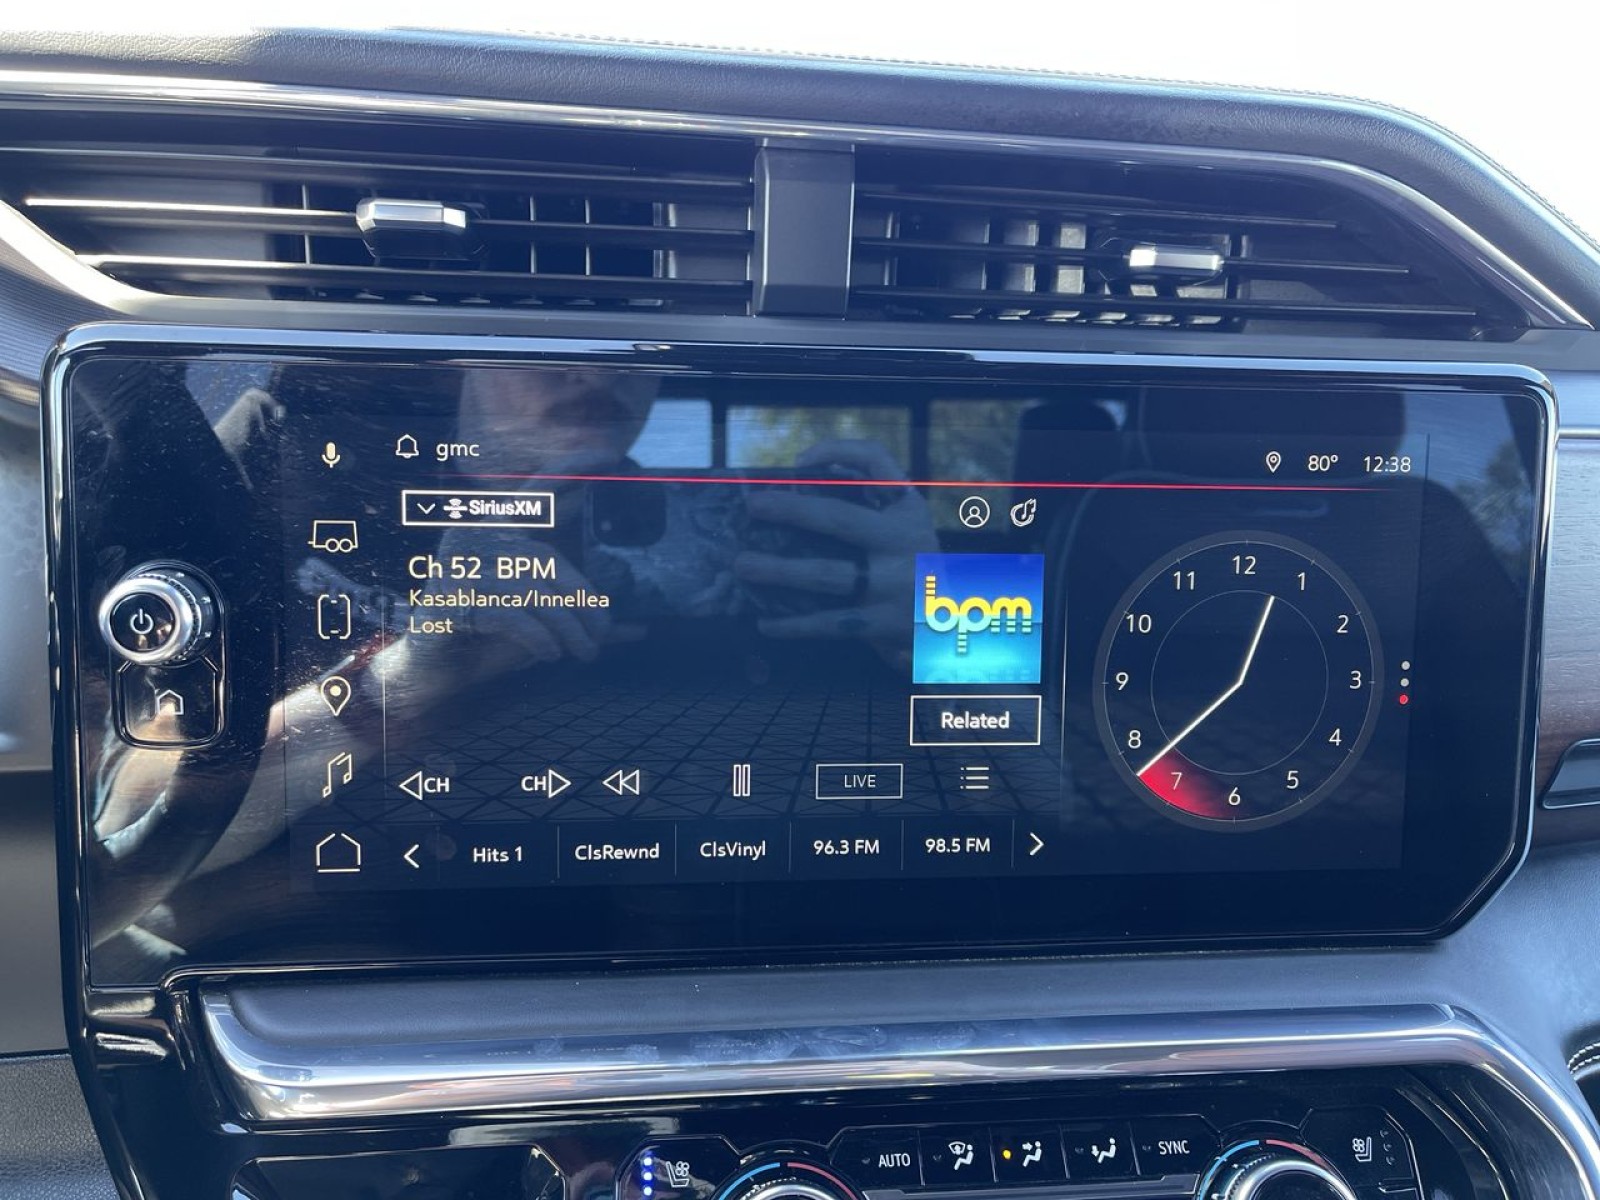 gmc
80° 12:38
SiriusXM
Ch 52 BPM
Kasablanca/Innellea
Lost
bpm
Related
CH
CH
LIVE
Hits 1
ClsRewnd
ClsVinyl
96.3 FM
98.5 FM
12
1
2
3
4
5
6
7
8
9
10
11
AUTO
SYNC